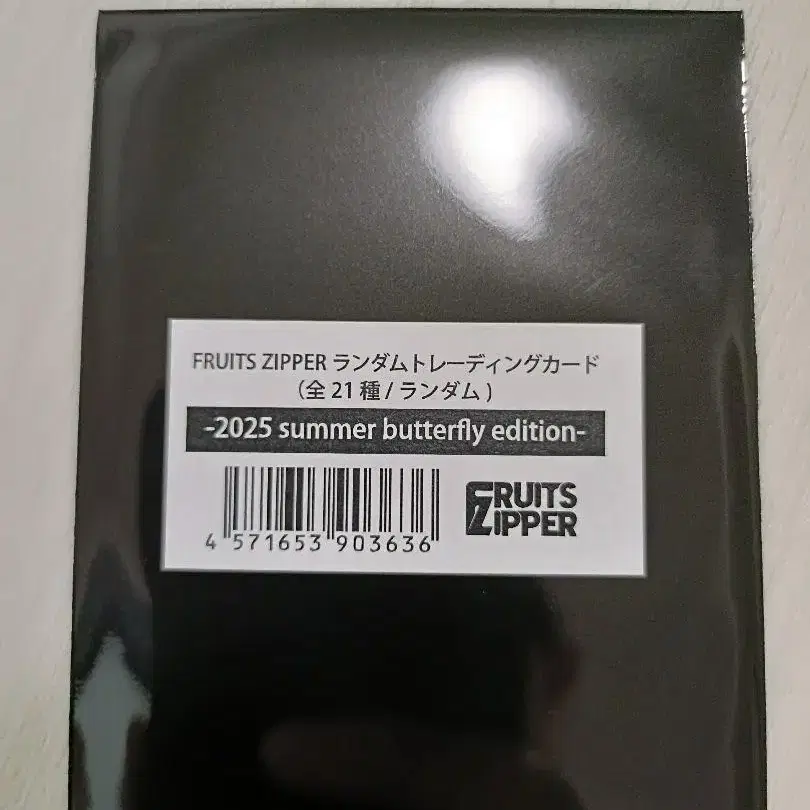 FRUITS ZIPPER ランダムトレーディングカード
（全 21 種 / ランダム )
-2025 summer butterfly edition-
4 571653 903636
FRUITS
ZIPPER